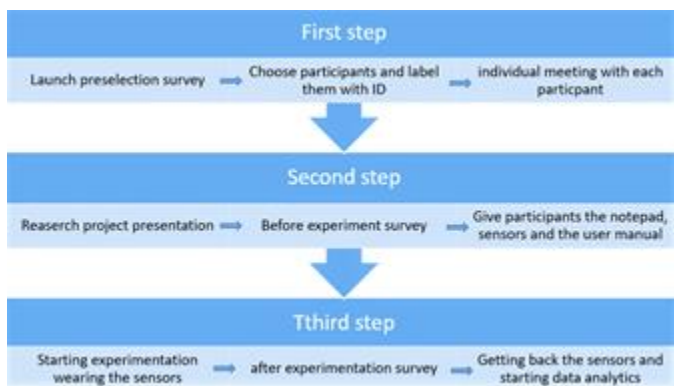 First step
Launch preselection survey
Choose participants and label
them with ID
individual meeting with each
particpant
Second step
Reaserch project presentation
Before experiment survey
Give participants the notepad,
sensors and the user manual
Tthird step
Starting experimentation
wearing the sensors
after experimentation survey
Getting back the sensors and
starting data analytics